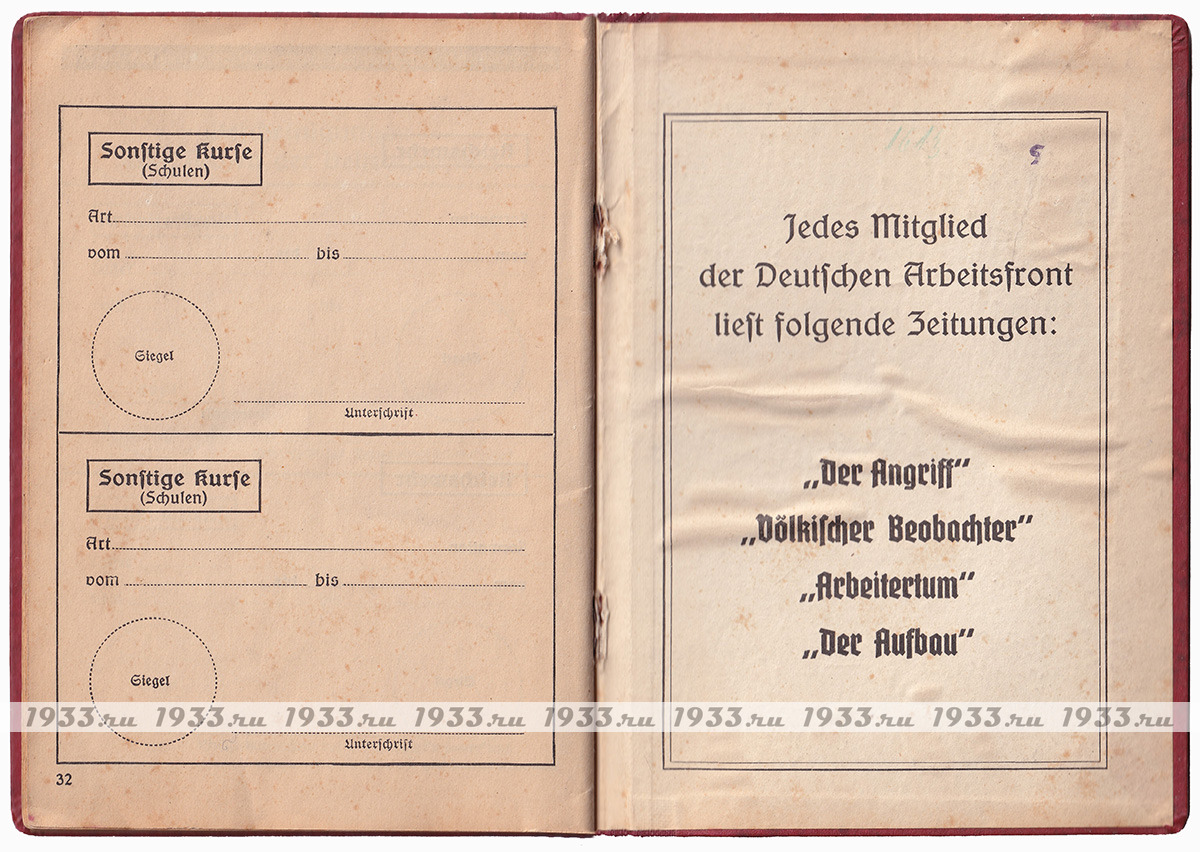 Sonstige Kurse
(Schulen)
Art
vom bis
Siegel
Unterschrift
Sonstige Kurse
(Schulen)
Art
vom bis
Siegel
Unterschrift
32
5
Jedes Mitglied
der Deutschen Arbeitsfront
liest folgende Zeitungen:
„Der Angriff“
„Völkischer Beobachter“
„Arbeitertum“
„Der Aufbau“
1933.ru 1933.ru 1933.ru 1933.ru 1933.ru 1933.ru 1933.ru 1933.ru 1933.ru